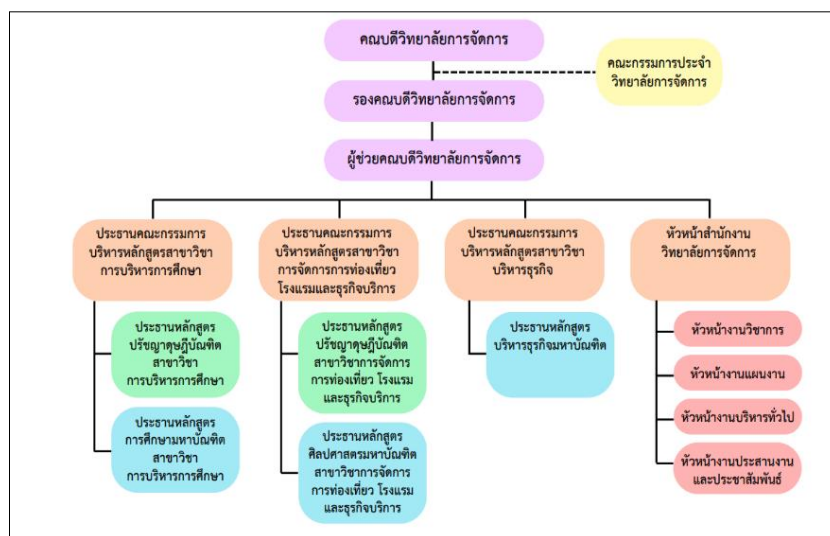 คณบดีวิทยาลัยการจัดการ
คณะกรรมการประจำ
วิทยาลัยการจัดการ
รองคณบดีวิทยาลัยการจัดการ
ผู้ช่วยคณบดีวิทยาลัยการจัดการ
ประธานคณะกรรมการ
บริหารหลักสูตรสาขาวิชา
การบริหารการศึกษา
ประธานคณะกรรมการ
บริหารหลักสูตรสาขาวิชา
การจัดการการท่องเที่ยว
โรงแรมและธุรกิจบริการ
ประธานคณะกรรมการ
บริหารหลักสูตรสาขาวิชา
บริหารธุรกิจ
หัวหน้าสำนักงาน
วิทยาลัยการจัดการ
ประธานหลักสูตร
ปรัชญาดุษฎีบัณฑิต
สาขาวิชา
การบริหารการศึกษา
ประธานหลักสูตร
การศึกษามหาบัณฑิต
สาขาวิชา
การบริหารการศึกษา
ประธานหลักสูตร
ปรัชญาดุษฎีบัณฑิต
สาขาวิชาการจัดการ
การท่องเที่ยว โรงแรม
และธุรกิจบริการ
ประธานหลักสูตร
ศิลปศาสตรมหาบัณฑิต
สาขาวิชาการจัดการ
การท่องเที่ยว โรงแรม
และธุรกิจบริการ
ประธานหลักสูตร
บริหารธุรกิจมหาบัณฑิต
หัวหน้างานวิชาการ
หัวหน้างานแผนงาน
หัวหน้างานบริหารทั่วไป
หัวหน้างานประสานงาน
และประชาสัมพันธ์